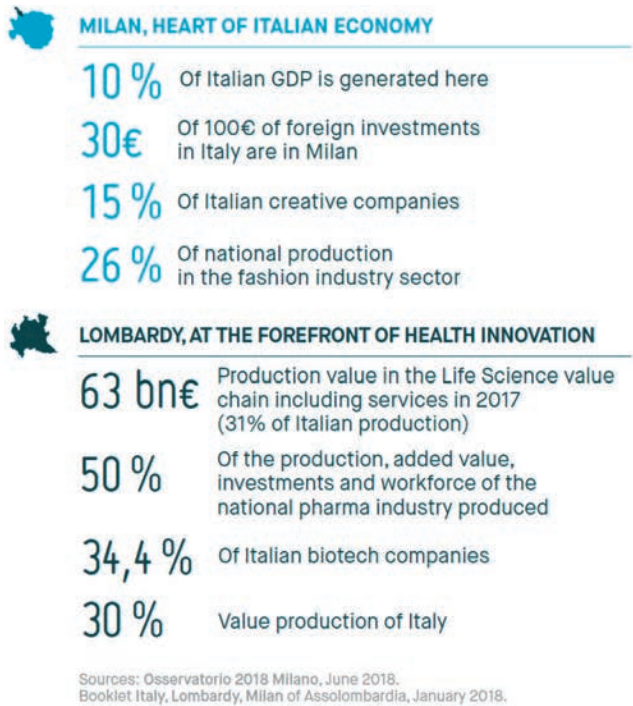 MILAN, HEART OF ITALIAN ECONOMY
10 % Of Italian GDP is generated here
30€ Of 100€ of foreign investments
in Italy are in Milan
15 % Of Italian creative companies
26 % Of national production
in the fashion industry sector
LOMBARDY, AT THE FOREFRONT OF HEALTH INNOVATION
63 bn€ Production value in the Life Science value
chain including services in 2017
(31% of Italian production)
50 % Of the production, added value,
investments and workforce of the
national pharma industry produced
34,4 % Of Italian biotech companies
30 % Value production of Italy
Sources: Osservatorio 2018 Milano, June 2018.
Booklet Italy, Lombardy, Milan of Assolombardia, January 2018.